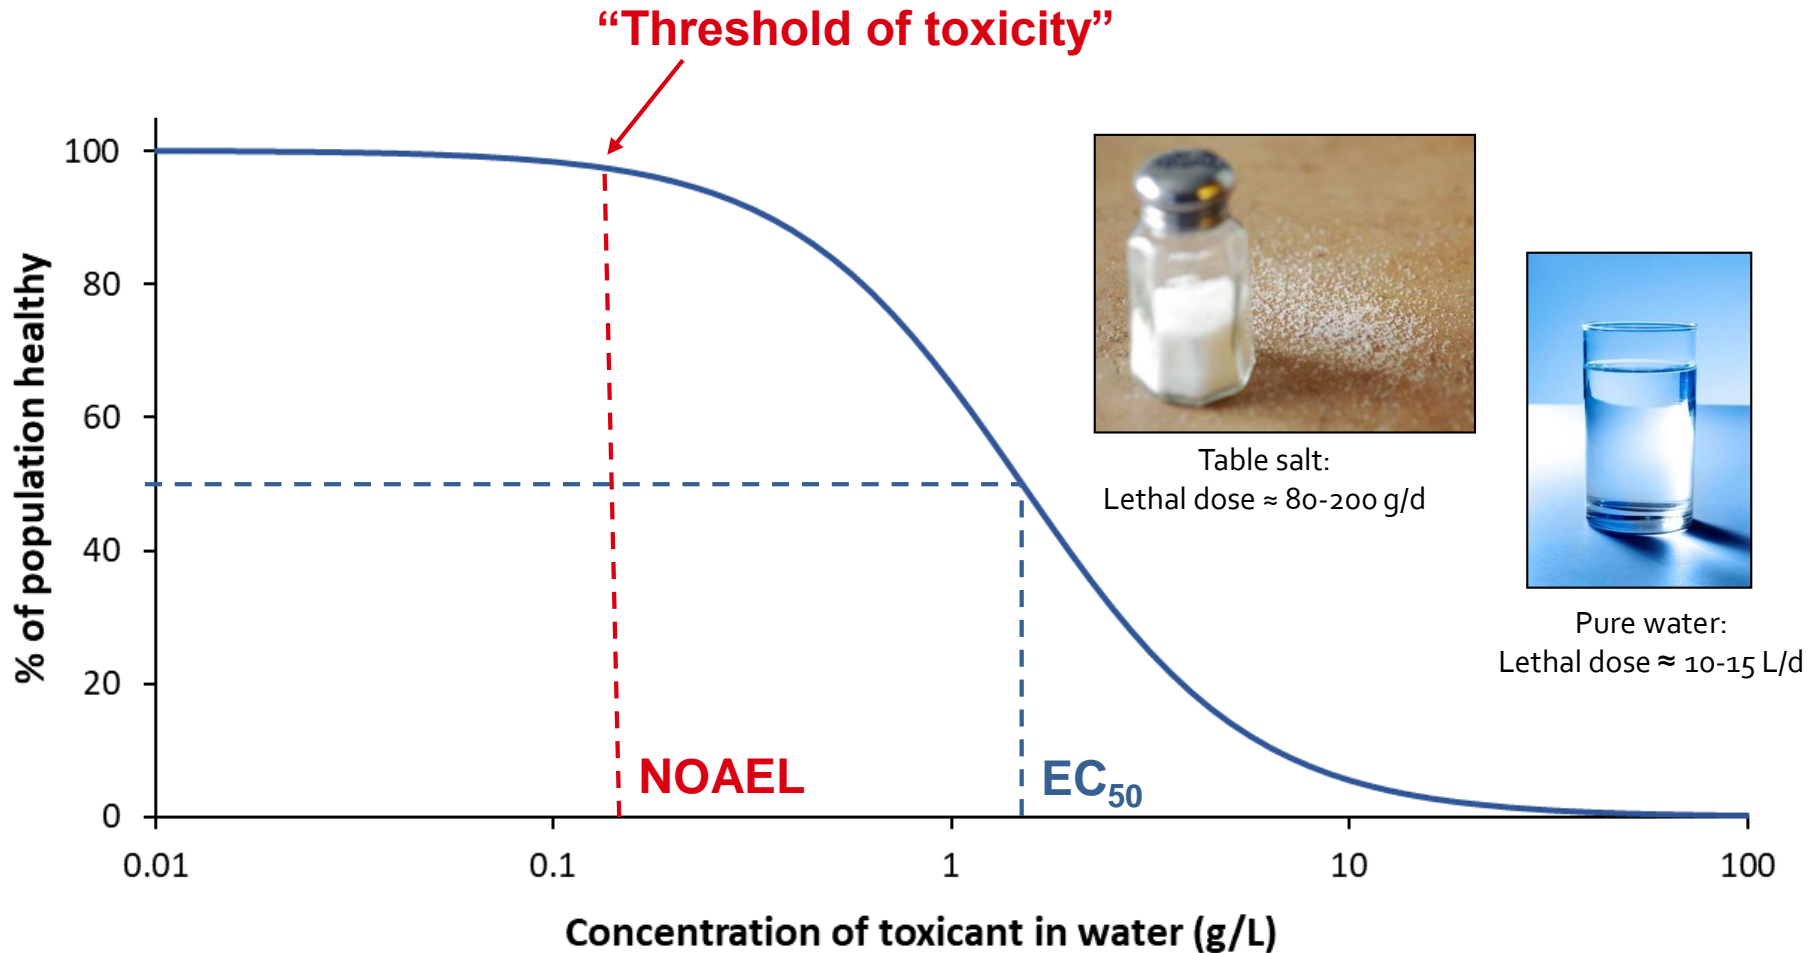 “Threshold of toxicity”
% of population healthy
100
80
60
40
20
0
Table salt:
Lethal dose ≈ 80-200 g/d
Pure water:
Lethal dose ≈ 10-15 L/d
NOAEL
EC50
0.01
0.1
1
10
100
Concentration of toxicant in water (g/L)